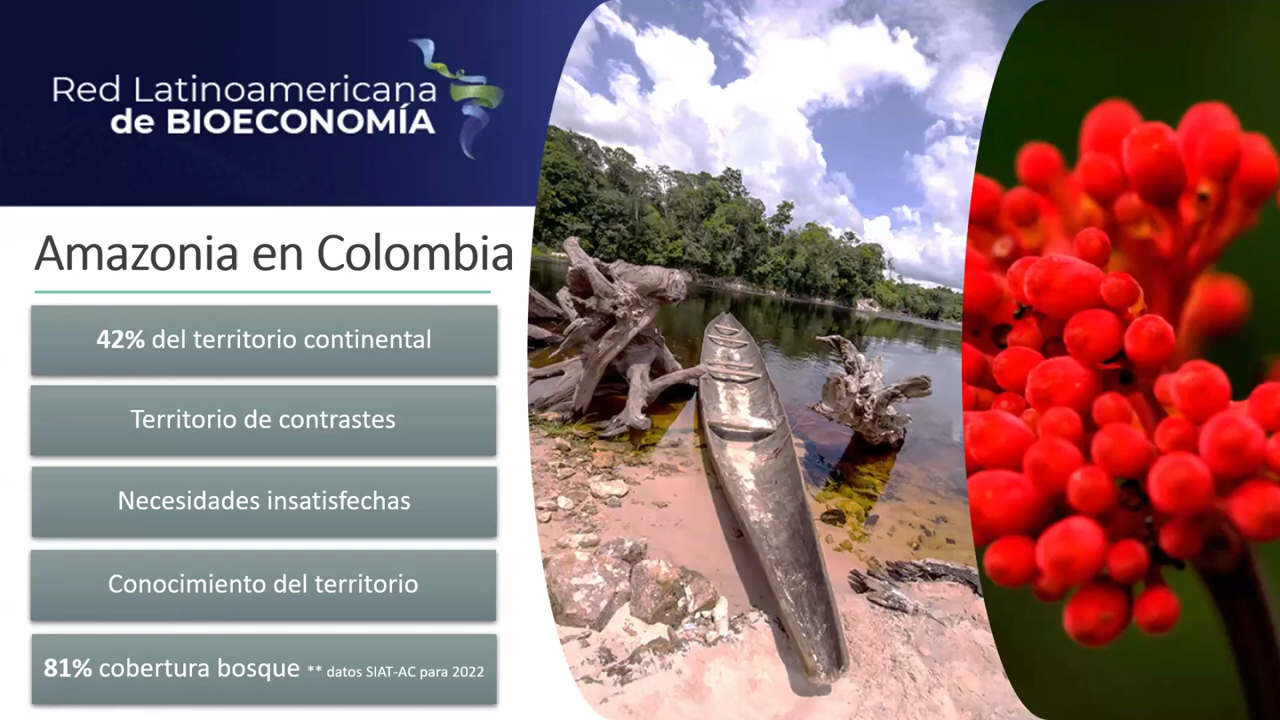 Red Latinoamericana
de BIOECONOMÍA
Amazonia en Colombia
42% del territorio continental
Territorio de contrastes
Necesidades insatisfechas
Conocimiento del territorio
81% cobertura bosque ** datos SIAT-AC para 2022